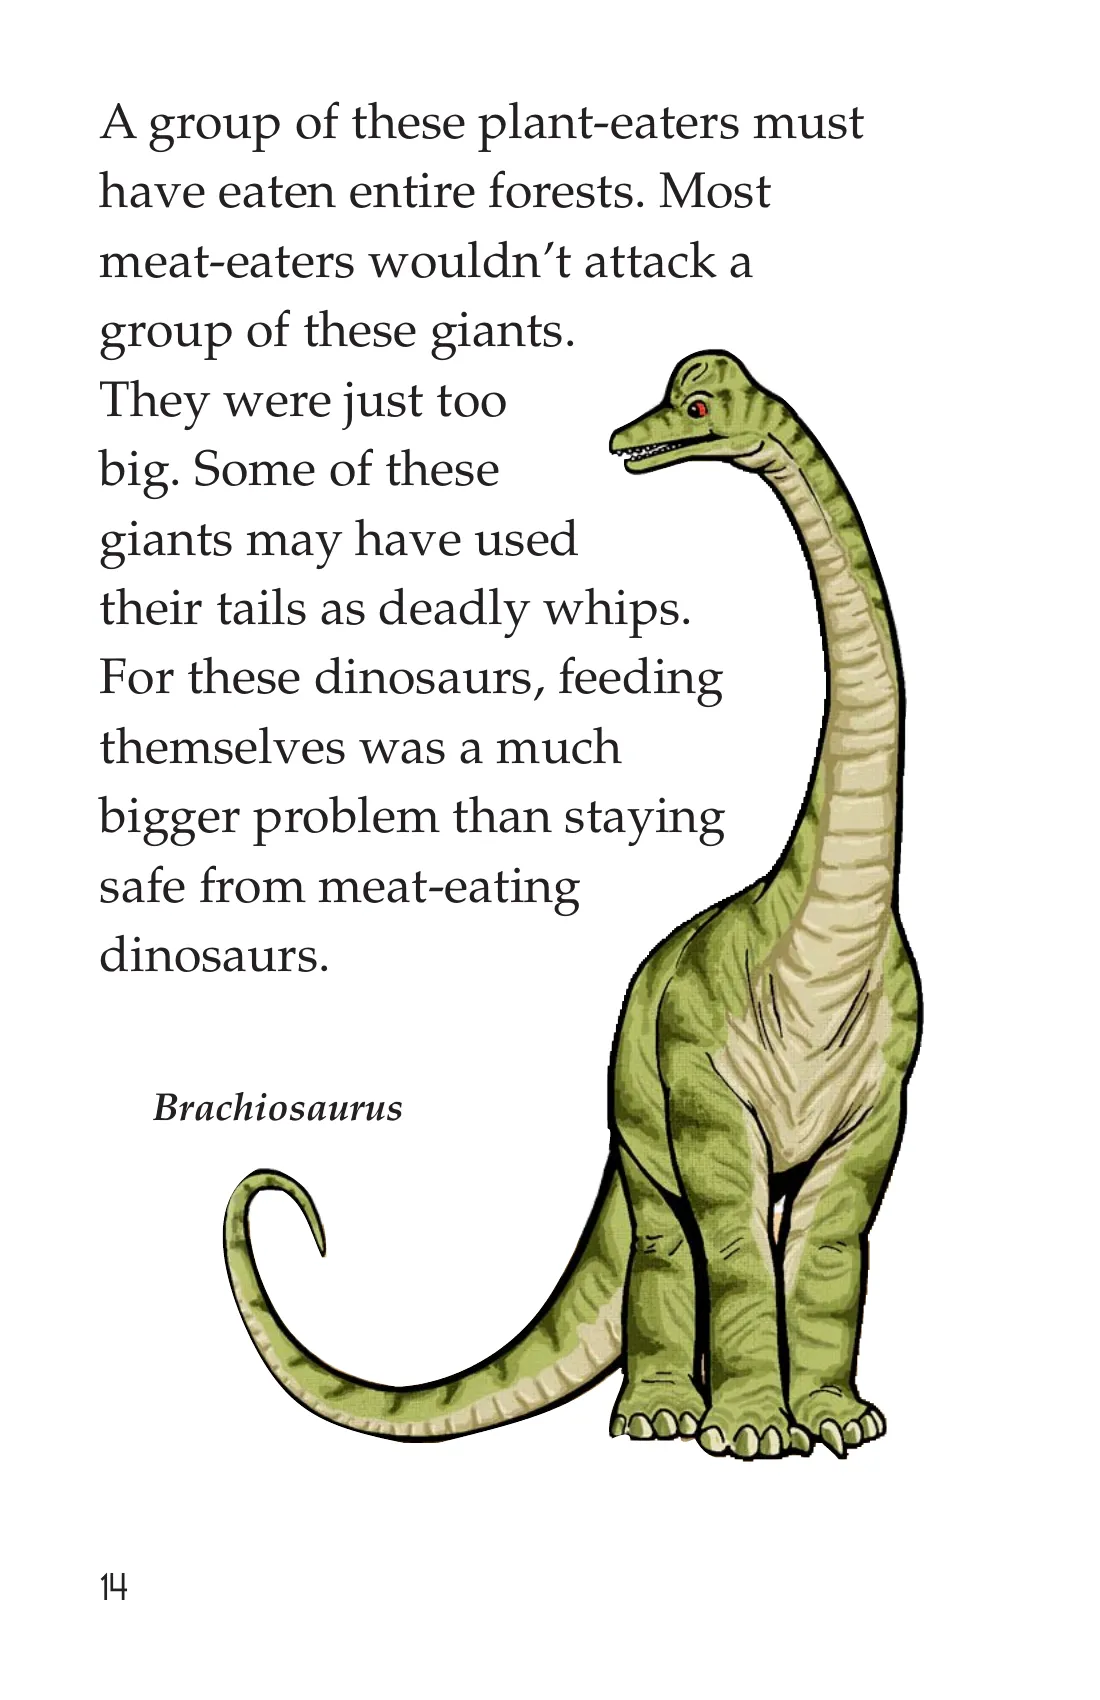 A group of these plant-eaters must
have eaten entire forests. Most
meat-eaters wouldn’t attack a
group of these giants.
They were just too
big. Some of these
giants may have used
their tails as deadly whips.
For these dinosaurs, feeding
themselves was a much
bigger problem than staying
safe from meat-eating
dinosaurs.
Brachiosaurus
14